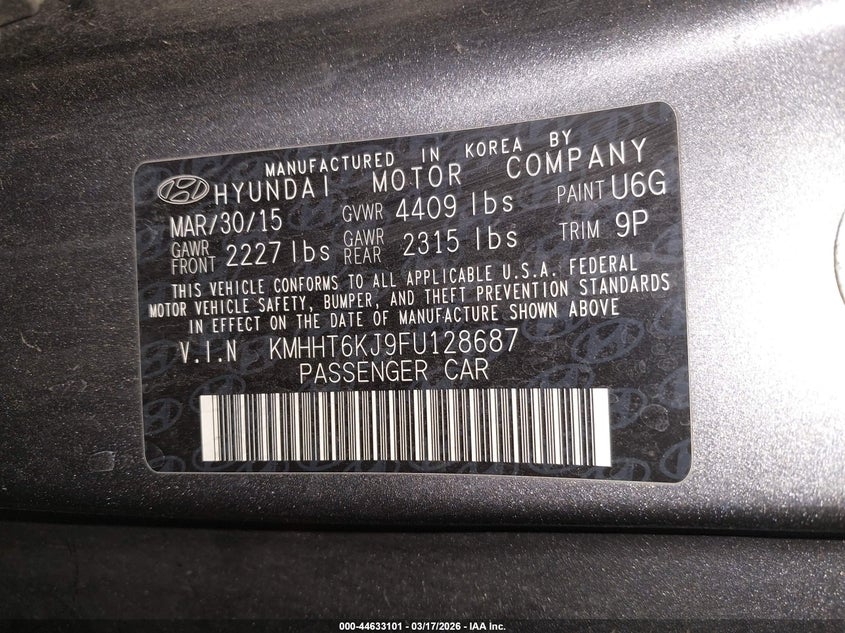 MANUFACTURED IN KOREA BY
HYUNDAI MOTOR COMPANY
MAR/30/15 GVWR 4409 lbs PAINT U6G
GAWR FRONT 2227 lbs GAWR REAR 2315 lbs TRIM 9P
THIS VEHICLE CONFORMS TO ALL APPLICABLE U.S.A. FEDERAL
MOTOR VEHICLE SAFETY, BUMPER, AND THEFT PREVENTION STANDARDS
IN EFFECT ON THE DATE OF MANUFACTURE SHOWN ABOVE
V.I.N KMHHT6KJ9FU128687
PASSENGER CAR
000-44633101 — 03/17/2026 — IAA Inc.